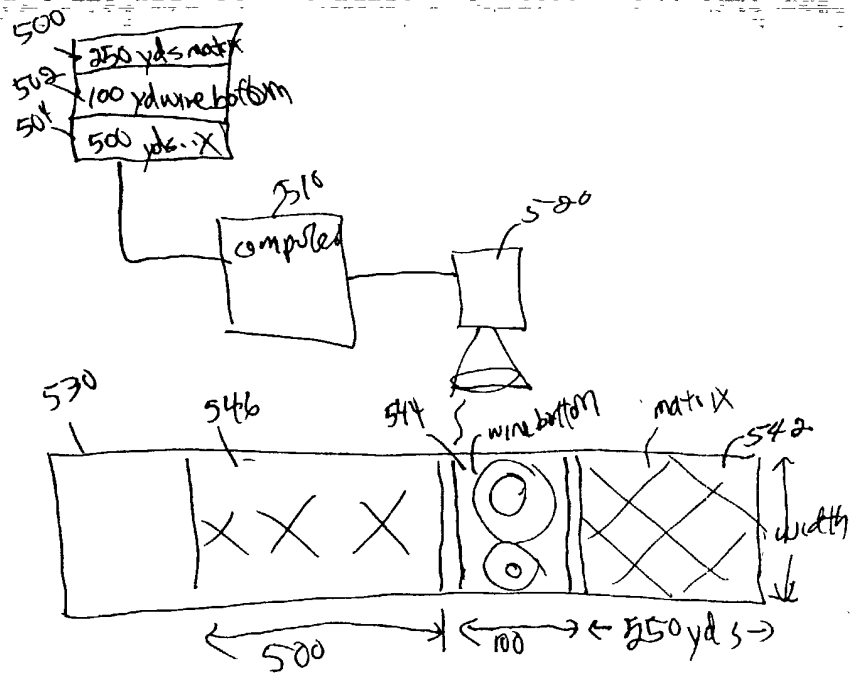 500
250 yds matrix
502
100 yd wire bottom
504
500 yds..X
510
computer
520
530
546
544
wire bottom
matrix
542
width
500
100
250 yds